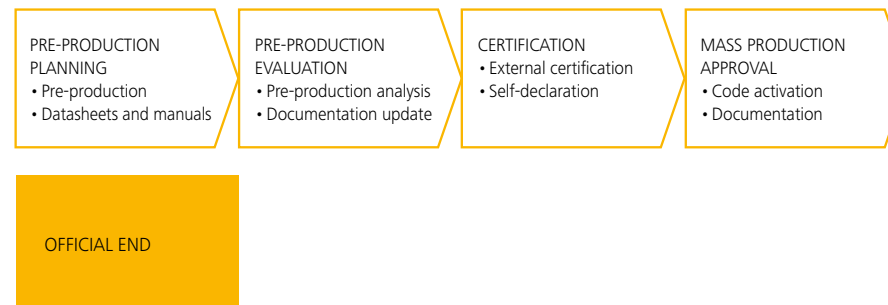 PRE-PRODUCTION
PLANNING
• Pre-production
• Datasheets and manuals
PRE-PRODUCTION
EVALUATION
• Pre-production analysis
• Documentation update
CERTIFICATION
• External certification
• Self-declaration
MASS PRODUCTION
APPROVAL
• Code activation
• Documentation
OFFICIAL END